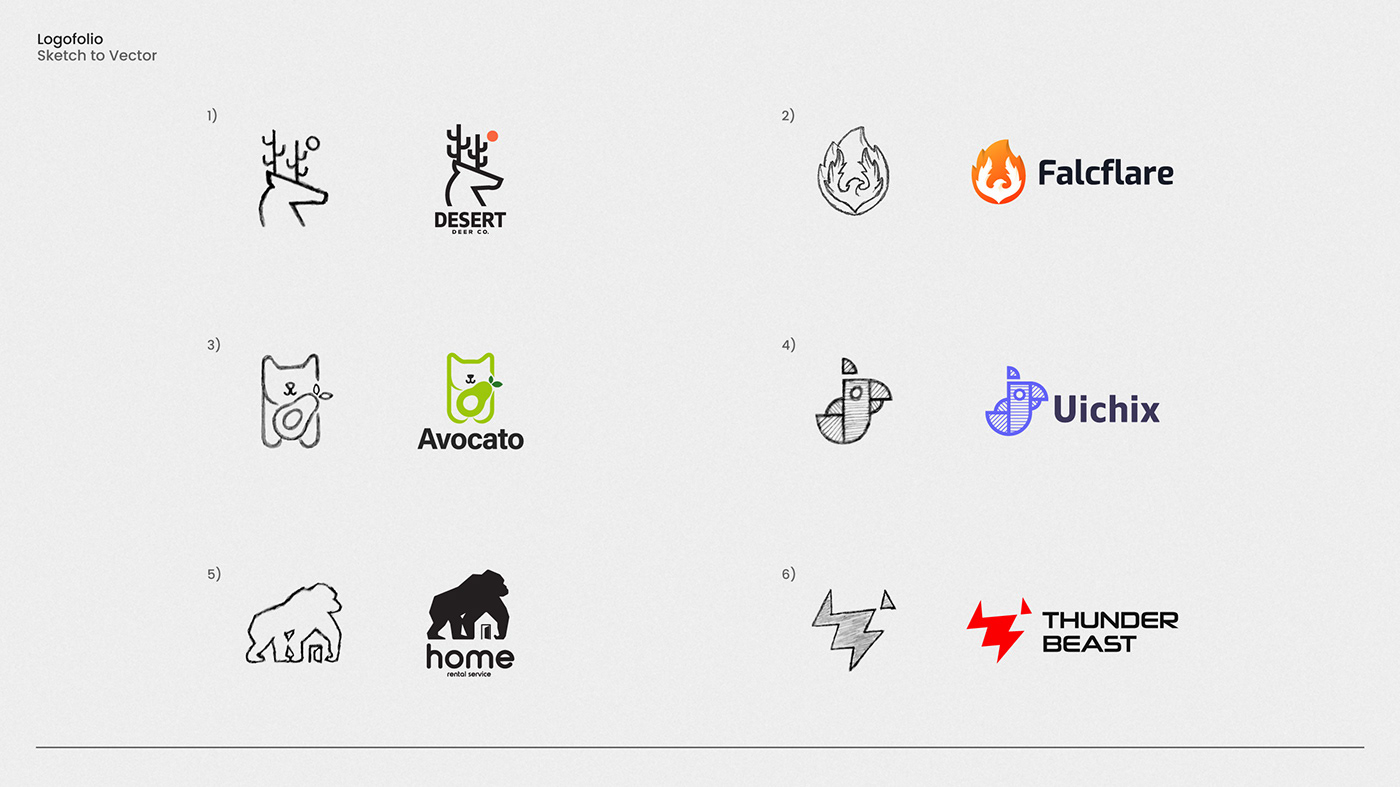 Logofolio
Sketch to Vector
1)
DESERT
DEER CO.
2)
Falcflare
3)
Avocato
4)
Uichix
5)
home
rental service
6)
THUNDER
BEAST